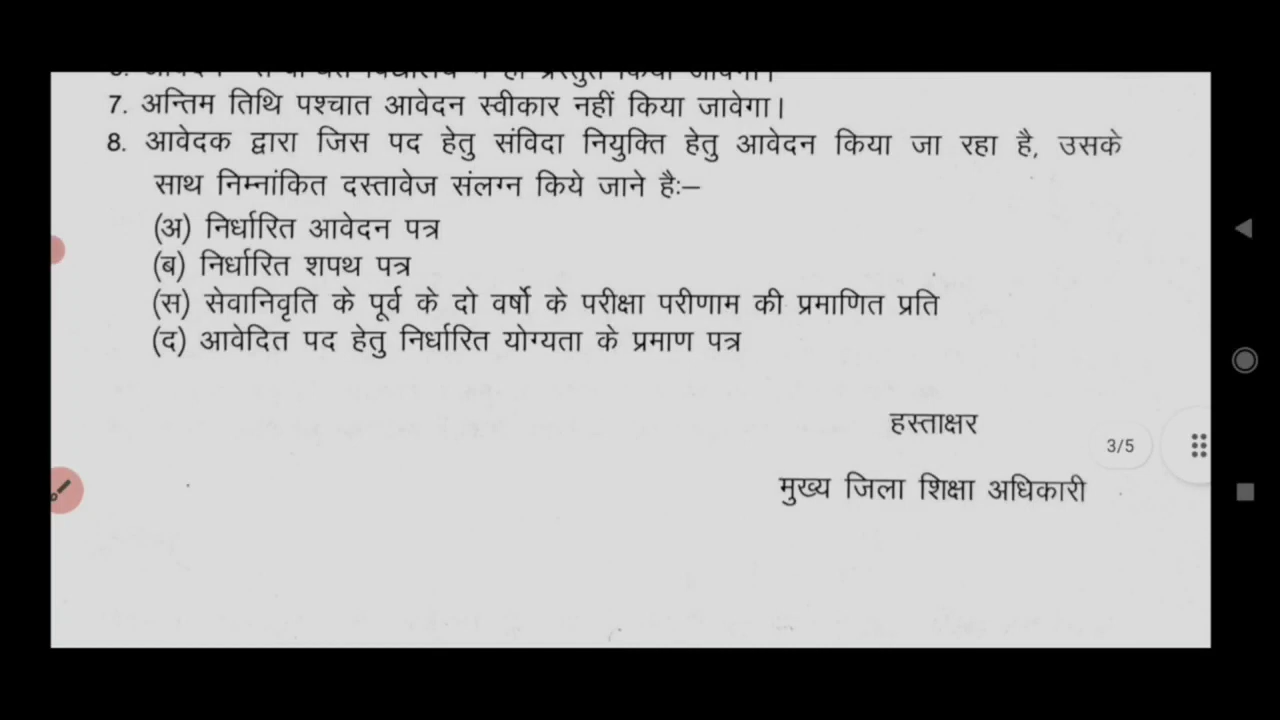 7. अन्तिम तिथि पश्चात आवेदन स्वीकार नहीं किया जावेगा।
8. आवेदक द्वारा जिस पद हेतु संविदा नियुक्ति हेतु आवेदन किया जा रहा है, उसके
साथ निम्नांकित दस्तावेज संलग्न किये जाने हैः–
(अ) निर्धारित आवेदन पत्र
(ब) निर्धारित शपथ पत्र
(स) सेवानिवृति के पूर्व के दो वर्षो के परीक्षा परीणाम की प्रमाणित प्रति
(द) आवेदित पद हेतु निर्धारित योग्यता के प्रमाण पत्र
हस्ताक्षर
3/5
मुख्य जिला शिक्षा अधिकारी